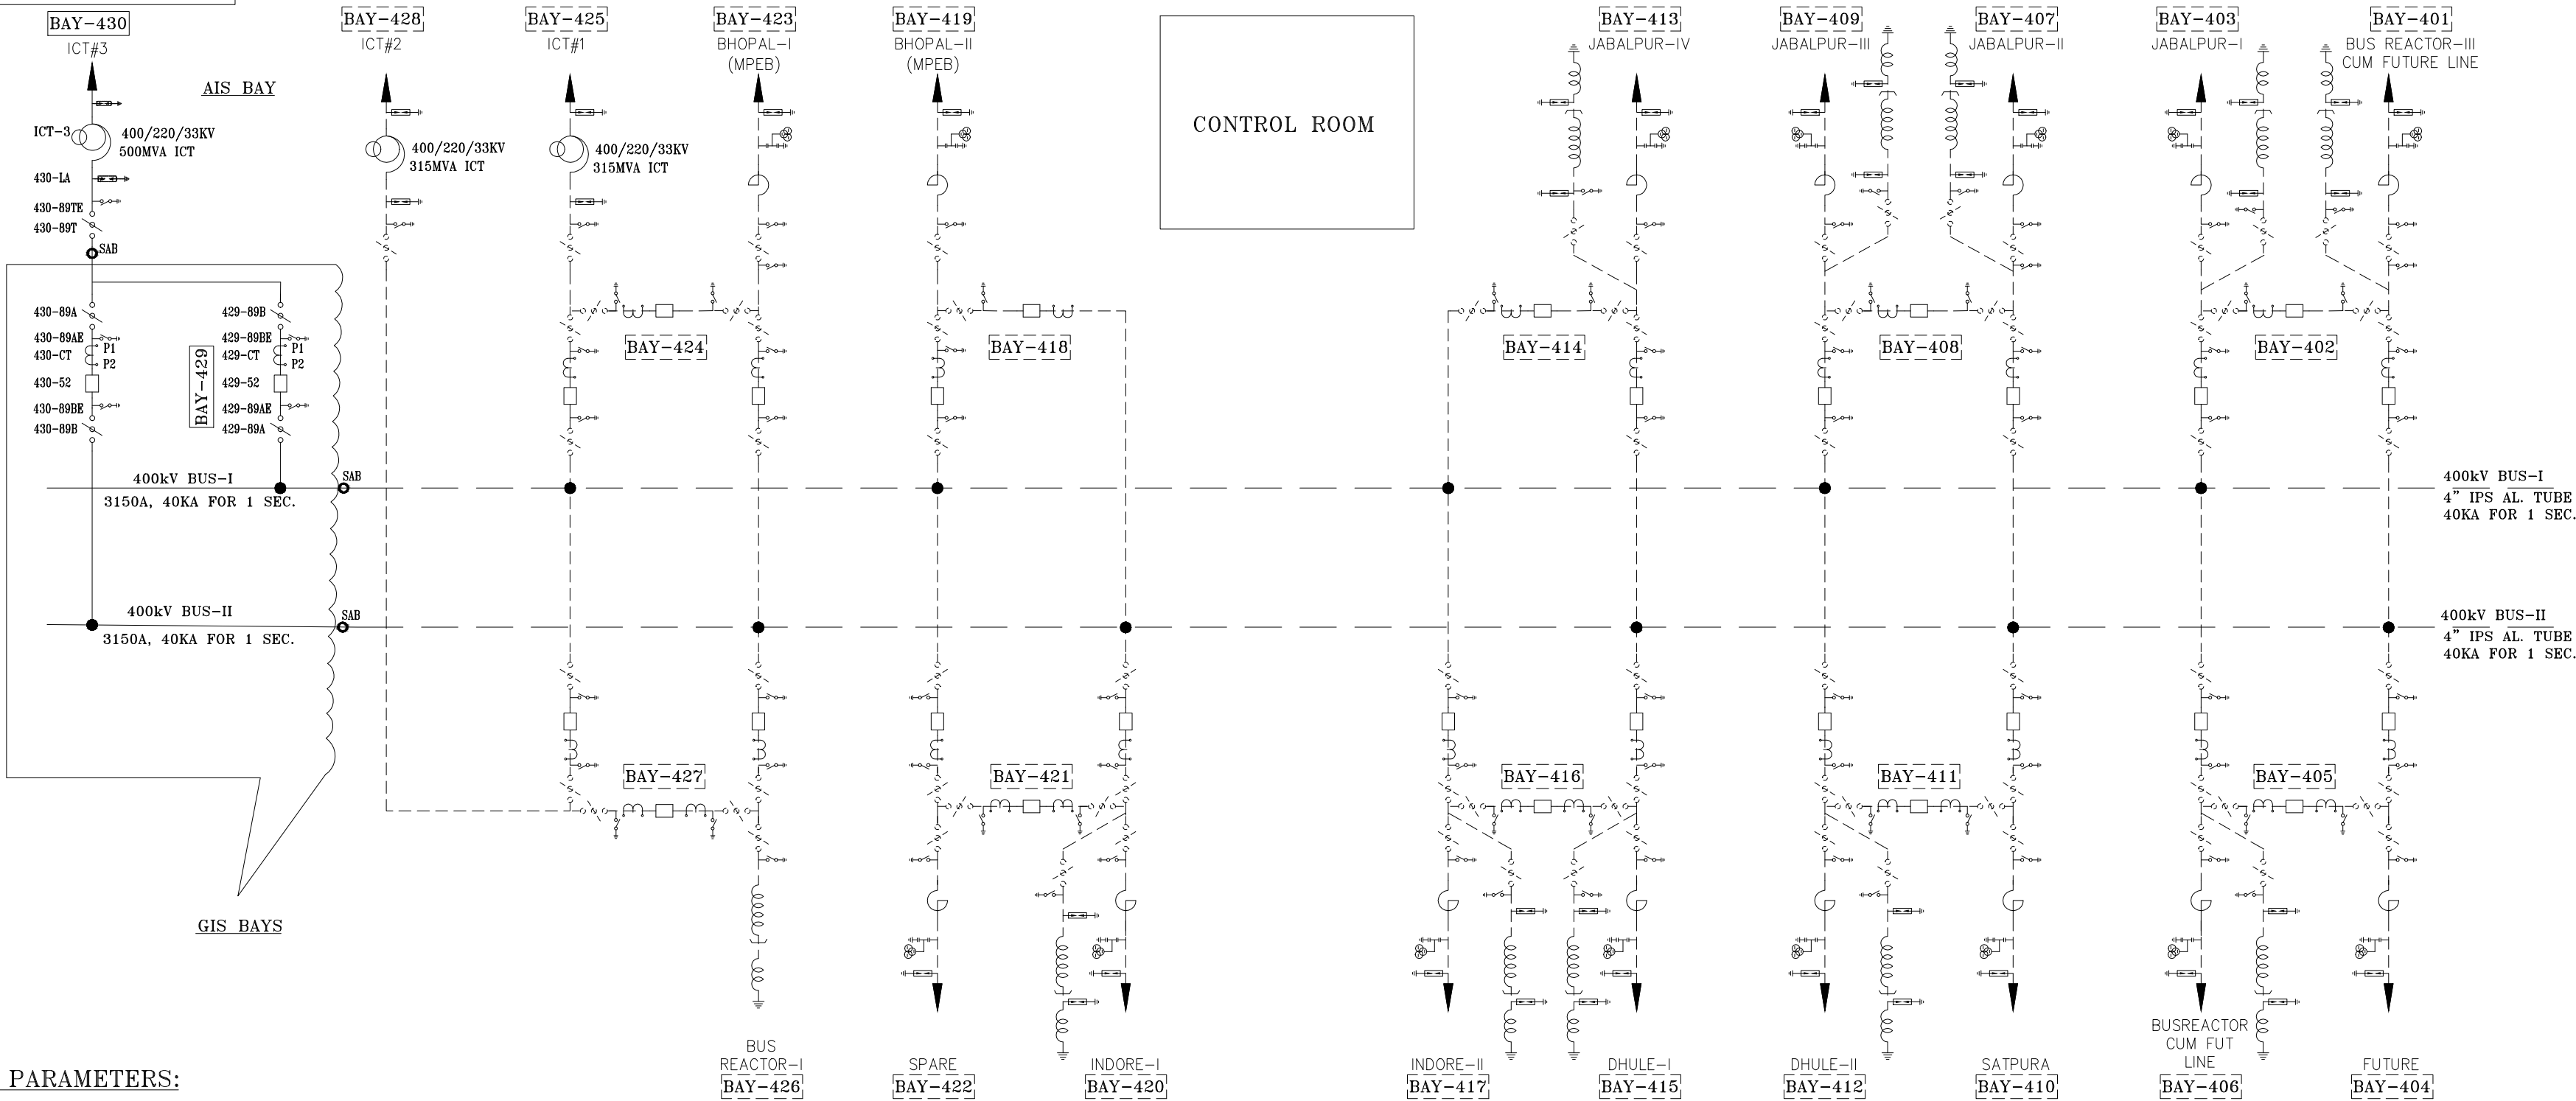 BAY-430
BAY-428
BAY-425
BAY-423
BAY-419
BAY-413
BAY-409
BAY-407
BAY-403
BAY-401
ICT#3
ICT#2
ICT#1
BHOPAL-I
(MPEB)
BHOPAL-II
(MPEB)
JABALPUR-IV
JABALPUR-III
JABALPUR-II
JABALPUR-I
BUS REACTOR-III
CUM FUTURE LINE
AIS BAY
CONTROL ROOM
ICT-3
400/220/33KV
500MVA ICT
400/220/33KV
315MVA ICT
400/220/33KV
315MVA ICT
430-LA
430-89TE
430-89T
SAB
430-89A
430-89AE
430-CT
P1
P2
430-52
430-89BE
430-89B
BAY-429
429-89B
429-89BE
429-CT
P1
P2
429-52
429-89AE
429-89A
BAY-424
BAY-418
BAY-414
BAY-408
BAY-402
400kV BUS-I
3150A, 40KA FOR 1 SEC.
SAB
400kV BUS-I
4" IPS AL. TUBE
40KA FOR 1 SEC.
400kV BUS-II
3150A, 40KA FOR 1 SEC.
SAB
400kV BUS-II
4" IPS AL. TUBE
40KA FOR 1 SEC.
BAY-427
BAY-421
BAY-416
BAY-411
BAY-405
GIS BAYS
BUS
REACTOR-I
BAY-426
SPARE
BAY-422
INDORE-I
BAY-420
INDORE-II
BAY-417
DHULE-I
BAY-415
DHULE-II
BAY-412
SATPURA
BAY-410
BUSREACTOR
CUM FUT
LINE
BAY-406
FUTURE
BAY-404
PARAMETERS: